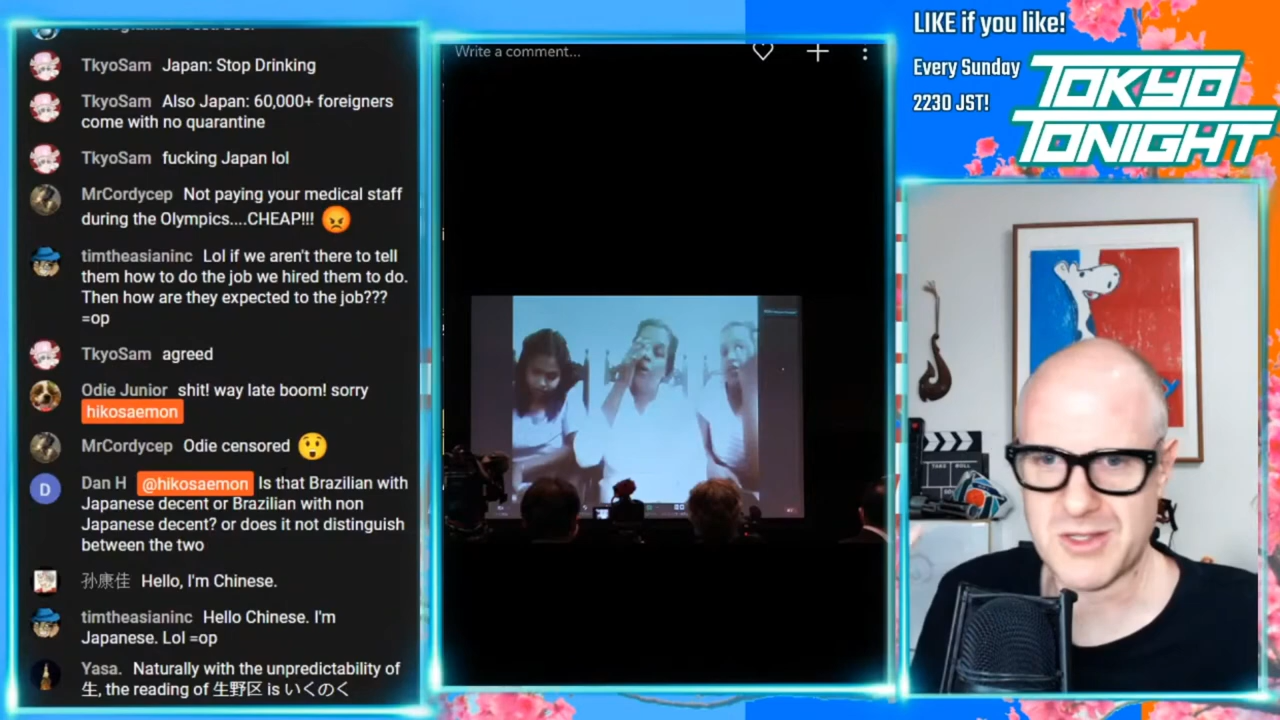 TkyoSam Japan: Stop Drinking
TkyoSam Also Japan: 60,000+ foreigners
come with no quarantine
TkyoSam fucking Japan lol
MrCordycep Not paying your medical staff
during the Olympics....CHEAP!!! 😡
timtheasianinc Lol if we aren't there to tell
them how to do the job we hired them to do.
Then how are they expected to the job???
=op
TkyoSam agreed
Odie Junior shit! way late boom! sorry
hikosaemon
MrCordycep Odie censored 😲
D
Dan H @hikosaemon Is that Brazilian with
Japanese decent or Brazilian with non
Japanese decent? or does it not distinguish
between the two
孙康佳 Hello, I'm Chinese.
timtheasianinc Hello Chinese. I'm
Japanese. Lol =op
Yasa. Naturally with the unpredictability of
生, the reading of 生野区 is いくのく
Write a comment...
LIKE if you like!
Every Sunday
2230 JST!
TOKYO
TONIGHT